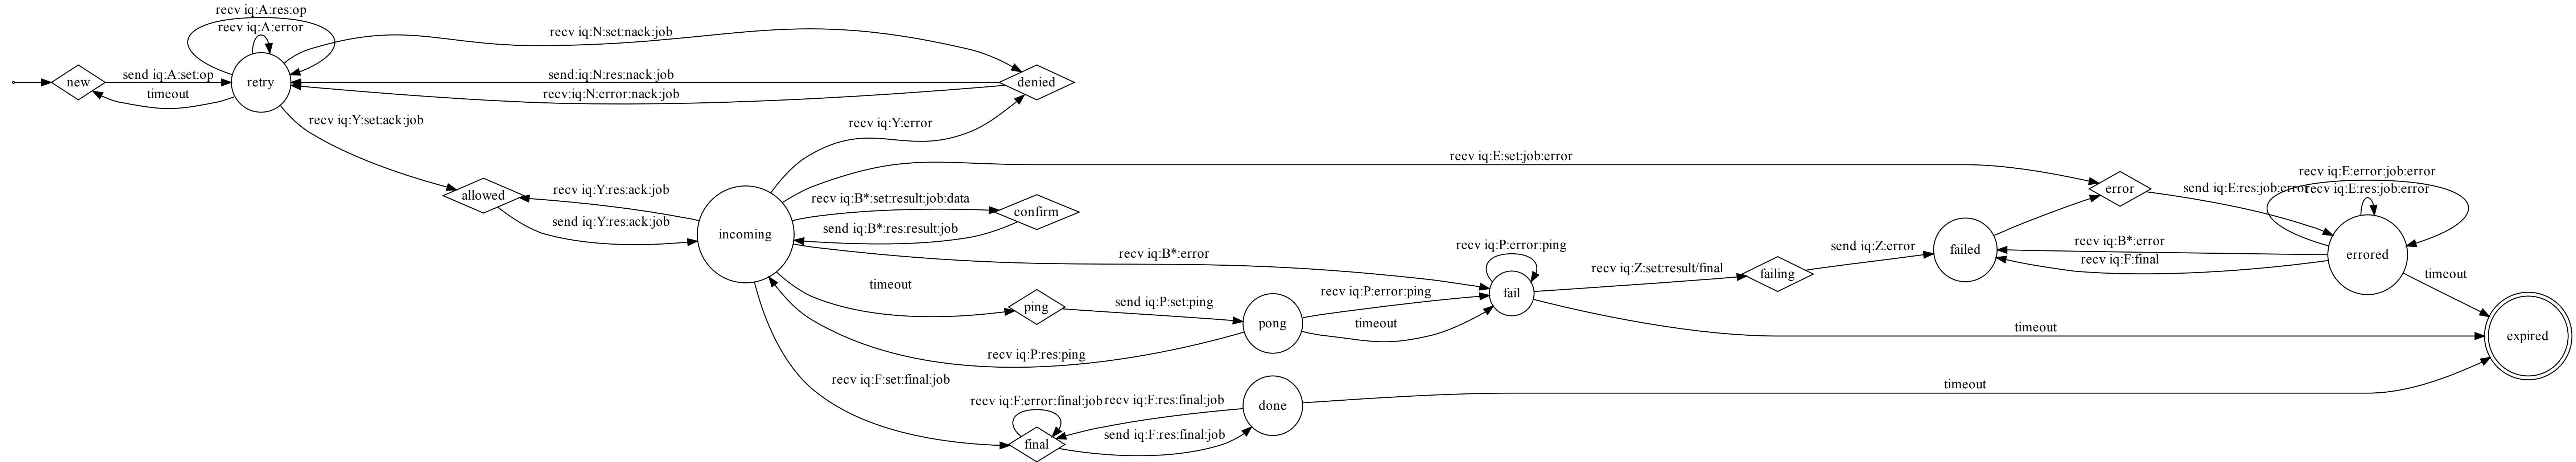 recv iq:A:res:op
recv iq:A:error
recv iq:N:set:nack:job
new
send iq:A:set:op
retry
send:iq:N:res:nack:job
denied
timeout
recv:iq:N:error:nack:job
recv iq:Y:set:ack:job
recv iq:Y:error
recv iq:E:set:job:error
recv iq:E:error:job:error
allowed
recv iq:Y:res:ack:job
error
send iq:E:res:job:error
recv iq:E:res:job:error
recv iq:B*:set:result:job:data
confirm
send iq:Y:res:ack:job
send iq:B*:res:result:job
incoming
recv iq:B*:error
recv iq:P:error:ping
send iq:Z:error
failed
recv iq:B*:error
recv iq:F:final
errored
timeout
recv iq:Z:set:result/final
failing
timeout
recv iq:P:error:ping
fail
ping
send iq:P:set:ping
pong
timeout
timeout
expired
recv iq:P:res:ping
recv iq:F:set:final:job
timeout
recv iq:F:error:final:job
recv iq:F:res:final:job
done
final
send iq:F:res:final:job